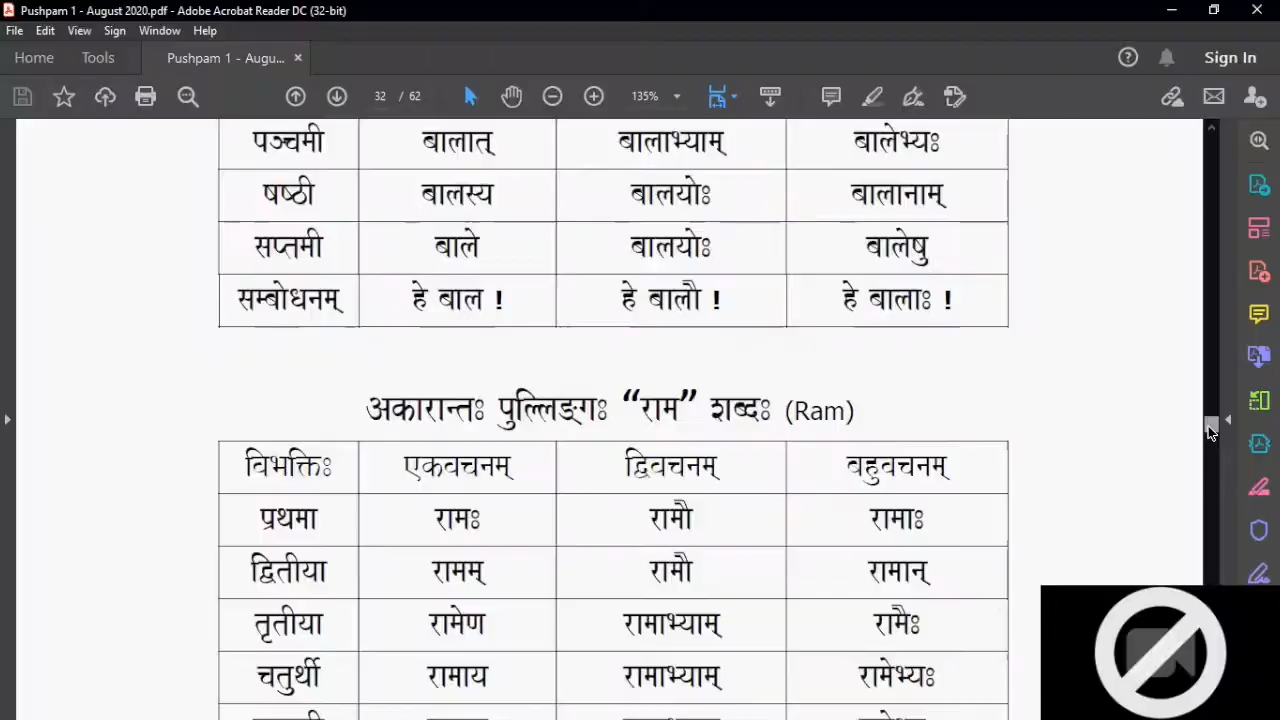 Pushpam 1 - August 2020.pdf - Adobe Acrobat Reader DC (32-bit)
File Edit View Sign Window Help
Home Tools Pushpam 1 - Augu... × Sign In
32 / 62 135%
पञ्चमी बालात् बालाभ्याम् बालेभ्यः
षष्ठी बालस्य बालयोः बालानाम्
सप्तमी बाले बालयोः बालेषु
सम्बोधनम् हे बाल ! हे बालौ ! हे बालाः !
अकारान्तः पुल्लिङ्गः “राम” शब्दः (Ram)
विभक्तिः एकवचनम् द्विवचनम् बहुवचनम्
प्रथमा रामः रामौ रामाः
द्वितीया रामम् रामौ रामान्
तृतीया रामेण रामाभ्याम् रामैः
चतुर्थी रामाय रामाभ्याम् रामेभ्यः